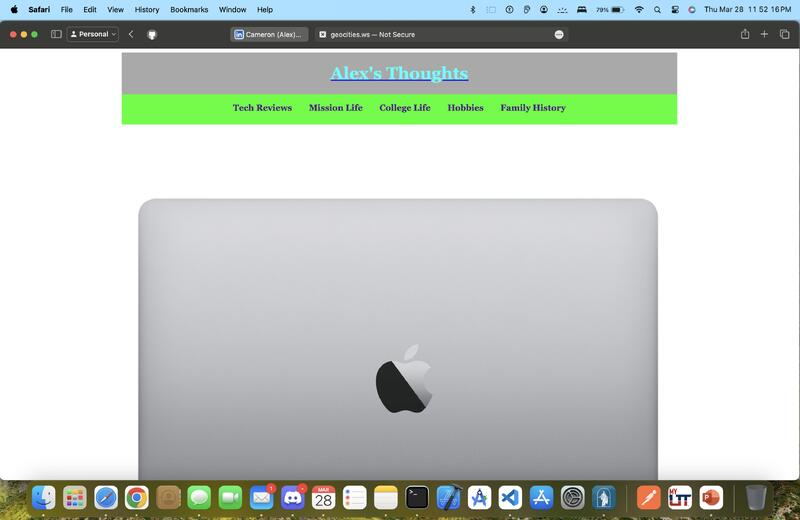 Safari File Edit View History Bookmarks Window Help 79% Thu Mar 28 11 52 16 PM
Personal Cameron (Alex)... geocities.ws — Not Secure
Alex's Thoughts
Tech Reviews Mission Life College Life Hobbies Family History
MAR
28
1
MY